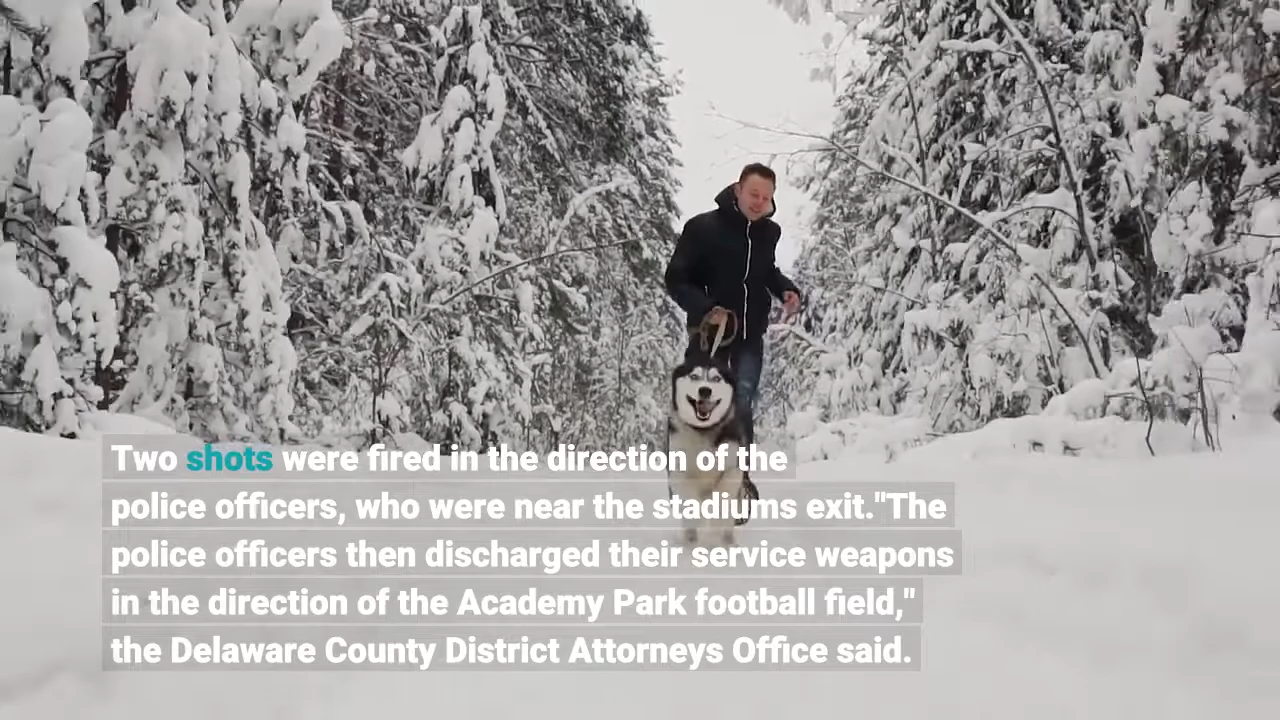 Two shots were fired in the direction of the
police officers, who were near the stadiums exit."The
police officers then discharged their service weapons
in the direction of the Academy Park football field,"
the Delaware County District Attorneys Office said.